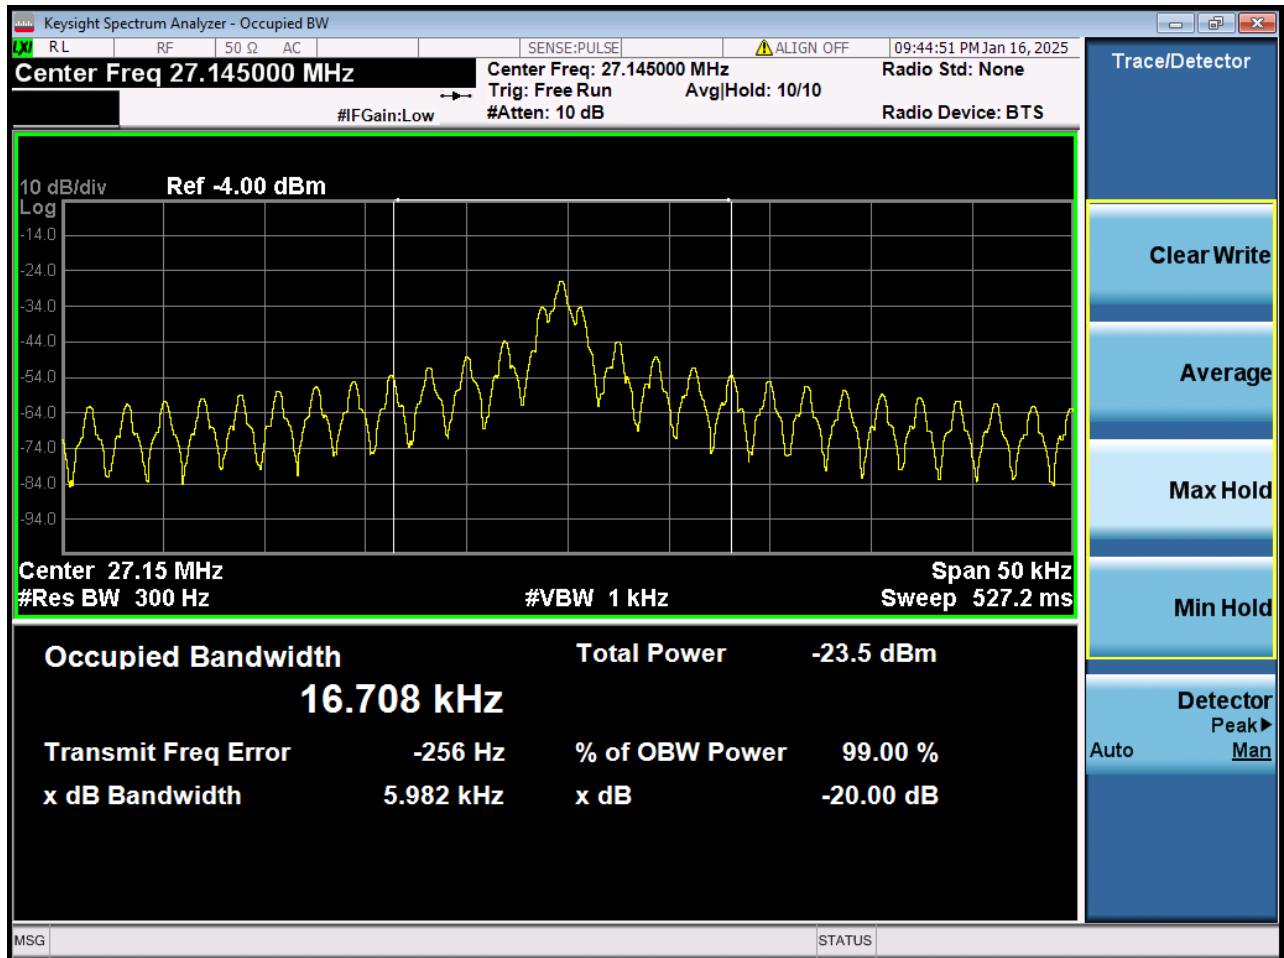 Keysight Spectrum Analyzer - Occupied BW
LXI RL RF 50 Ω AC SENSE:PULSE ALIGN OFF 09:44:51 PM Jan 16, 2025
Center Freq 27.145000 MHz
Center Freq: 27.145000 MHz Radio Std: None
Trig: Free Run Avg|Hold: 10/10
#IFGain:Low #Atten: 10 dB Radio Device: BTS
10 dB/div Ref -4.00 dBm
Log
-14.0
-24.0
-34.0
-44.0
-54.0
-64.0
-74.0
-84.0
-94.0
Center 27.15 MHz Span 50 kHz
#Res BW 300 Hz #VBW 1 kHz Sweep 527.2 ms
Occupied Bandwidth Total Power -23.5 dBm
16.708 kHz
Transmit Freq Error -256 Hz % of OBW Power 99.00 %
x dB Bandwidth 5.982 kHz x dB -20.00 dB
MSG STATUS
Trace/Detector
Clear Write
Average
Max Hold
Min Hold
Detector
Peak▶
Auto Man